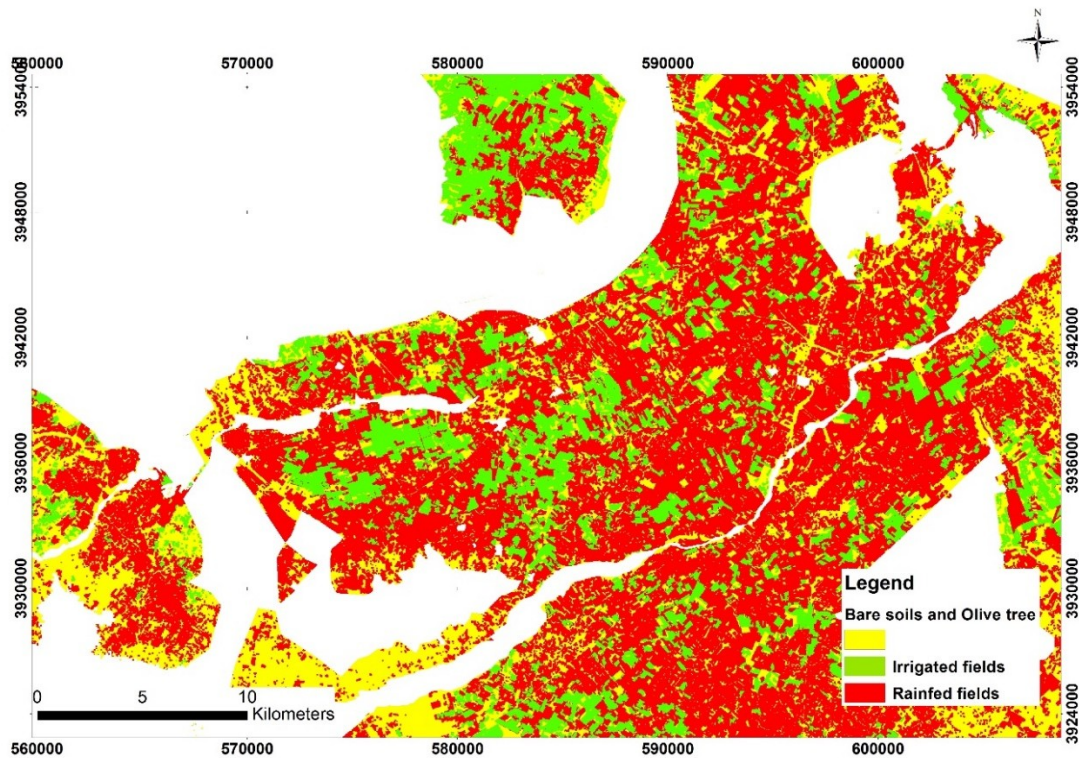 N
560000 570000 580000 590000 600000
3954000 3954000
3948000 3948000
3942000 3942000
3936000 3936000
3930000 3930000
3924000
Legend
Bare soils and Olive tree
Irrigated fields
Rainfed fields
0 5 10
Kilometers
560000 570000 580000 590000 600000